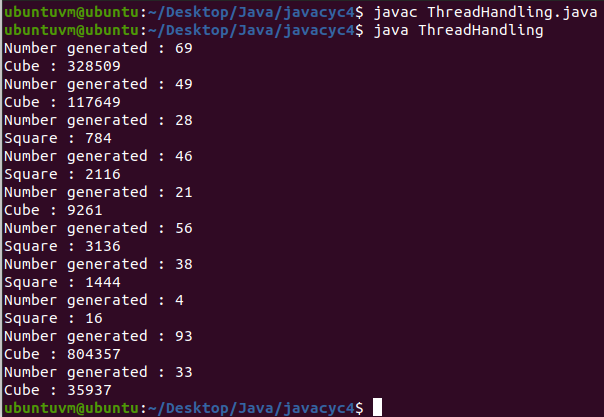 ubuntuvm@ubuntu:~/Desktop/Java/javacyc4$ javac ThreadHandling.java
ubuntuvm@ubuntu:~/Desktop/Java/javacyc4$ java ThreadHandling
Number generated : 69
Cube : 328509
Number generated : 49
Cube : 117649
Number generated : 28
Square : 784
Number generated : 46
Square : 2116
Number generated : 21
Cube : 9261
Number generated : 56
Square : 3136
Number generated : 38
Square : 1444
Number generated : 4
Square : 16
Number generated : 93
Cube : 804357
Number generated : 33
Cube : 35937
ubuntuvm@ubuntu:~/Desktop/Java/javacyc4$